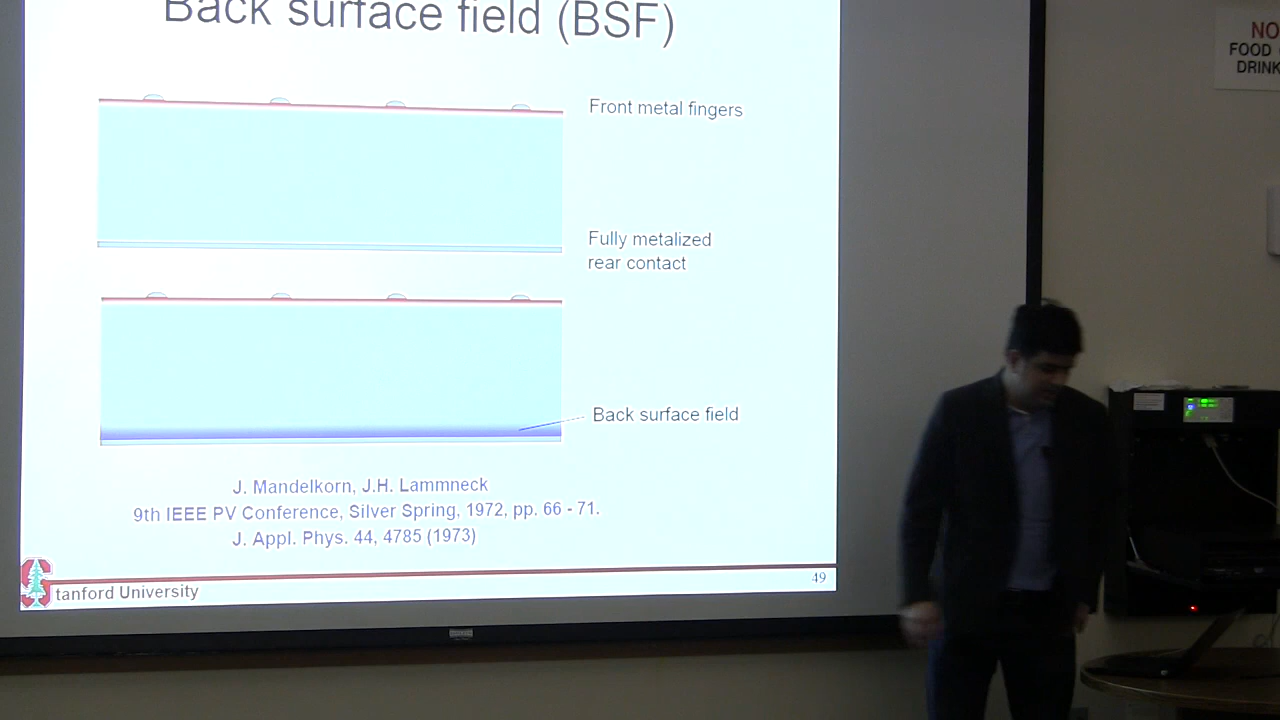 Back surface field (BSF)
Front metal fingers
Fully metalized
rear contact
Back surface field
J. Mandelkorn, J.H. Lammneck
9th IEEE PV Conference, Silver Spring, 1972, pp. 66 - 71.
J. Appl. Phys. 44, 4785 (1973)
Stanford University
49
NO
FOOD
DRINK